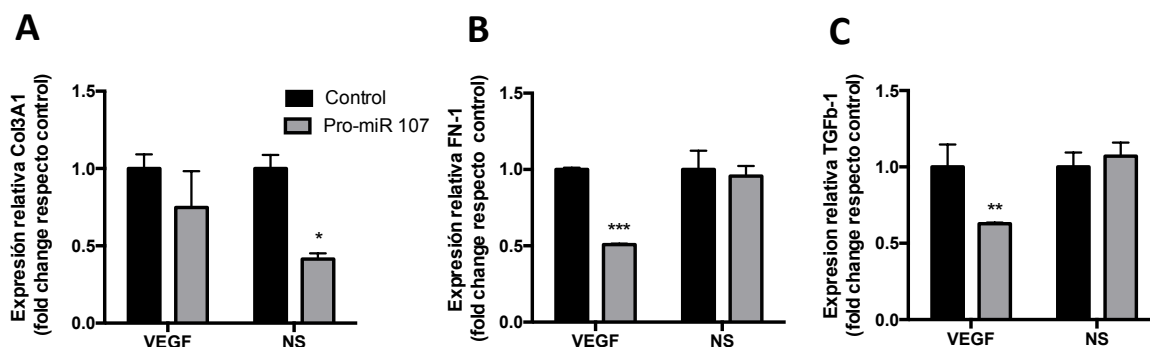 A
Expresión relativa Col3A1
(fold change respecto control)
1.5
1.0
0.5
0.0
Control
Pro-miR 107
*
VEGF
NS
B
Expresión relativa FN-1
(fold change respecto control)
1.5
1.0
0.5
0.0
***
VEGF
NS
C
Expresion relativa TGFb-1
(fold change respecto control)
1.5
1.0
0.5
0.0
**
VEGF
NS